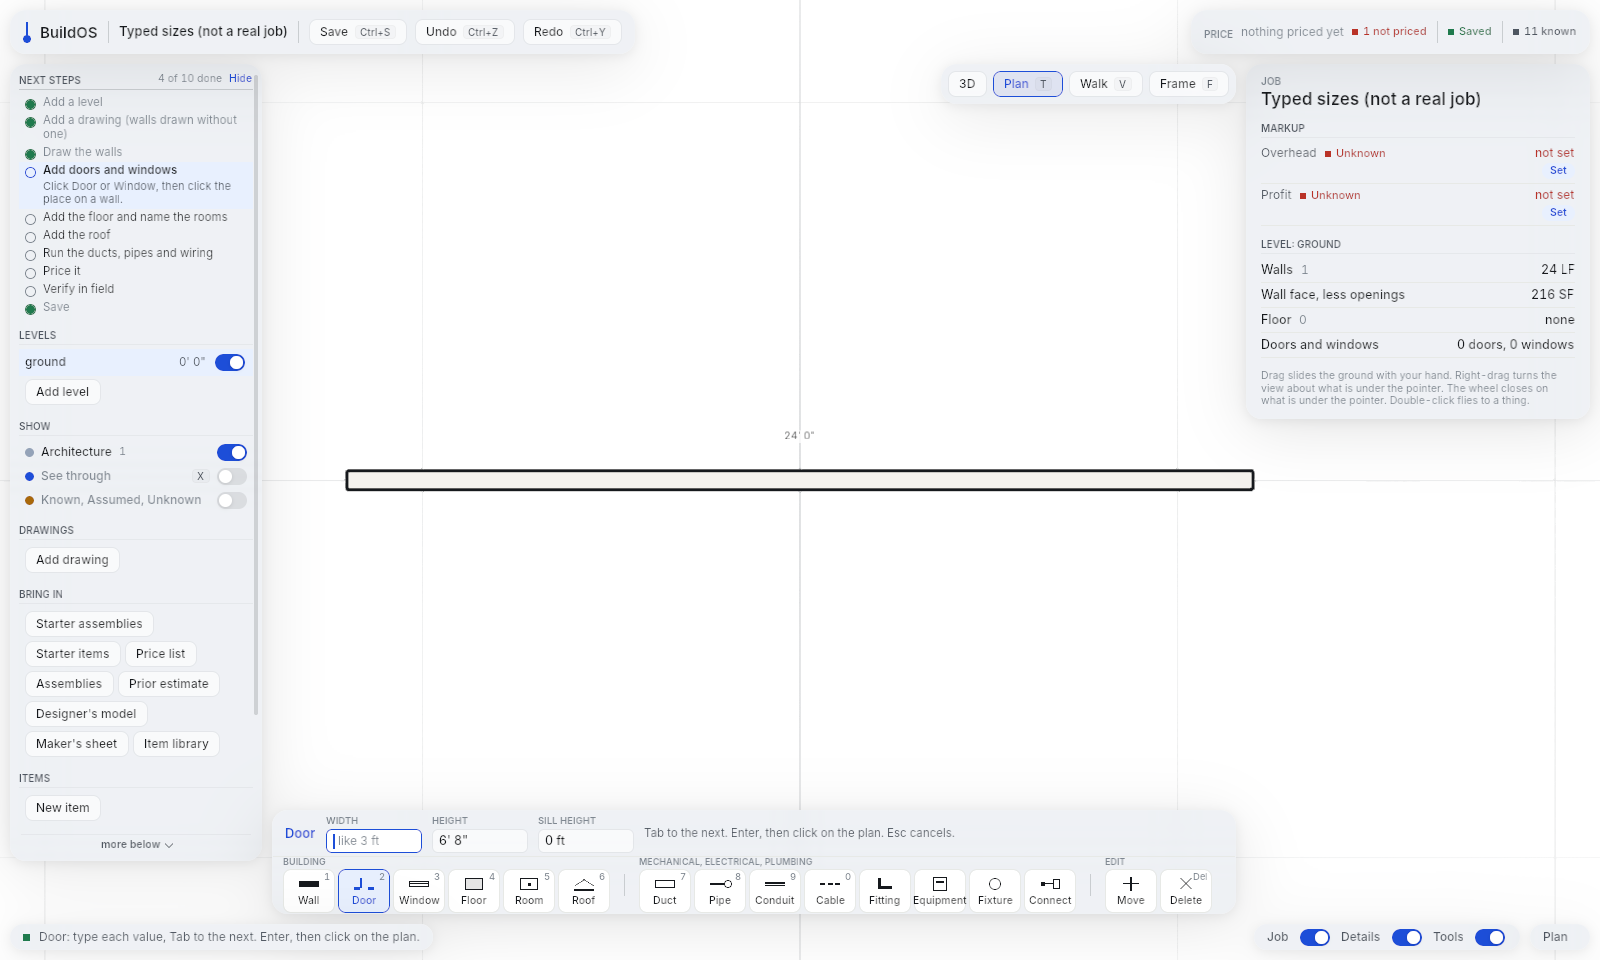 BuildOS
Typed sizes (not a real job)
Save Ctrl+S
Undo Ctrl+Z
Redo Ctrl+Y
PRICE nothing priced yet 1 not priced
Saved
11 known
3D
Plan T
Walk V
Frame F
NEXT STEPS 4 of 10 done Hide
Add a level
Add a drawing (walls drawn without
one)
Draw the walls
Add doors and windows
Click Door or Window, then click the
place on a wall.
Add the floor and name the rooms
Add the roof
Run the ducts, pipes and wiring
Price it
Verify in field
Save
LEVELS
ground 0' 0"
Add level
SHOW
Architecture 1
See through X
Known, Assumed, Unknown
DRAWINGS
Add drawing
BRING IN
Starter assemblies
Starter items Price list
Assemblies Prior estimate
Designer's model
Maker's sheet Item library
ITEMS
New item
more below
24' 0"
JOB
Typed sizes (not a real job)
MARKUP
Overhead Unknown not set
Set
Profit Unknown not set
Set
LEVEL: GROUND
Walls 1 24 LF
Wall face, less openings 216 SF
Floor 0 none
Doors and windows 0 doors, 0 windows
Drag slides the ground with your hand. Right-drag turns the
view about what is under the pointer. The wheel closes on
what is under the pointer. Double-click flies to a thing.
WIDTH HEIGHT SILL HEIGHT
Door like 3 ft 6' 8" 0 ft Tab to the next. Enter, then click on the plan. Esc cancels.
BUILDING MECHANICAL, ELECTRICAL, PLUMBING EDIT
1 2 3 4 5 6 7 8 9 0 Del
Wall Door Window Floor Room Roof Duct Pipe Conduit Cable Fitting Equipment Fixture Connect Move Delete
Door: type each value, Tab to the next. Enter, then click on the plan.
Job Details Tools Plan